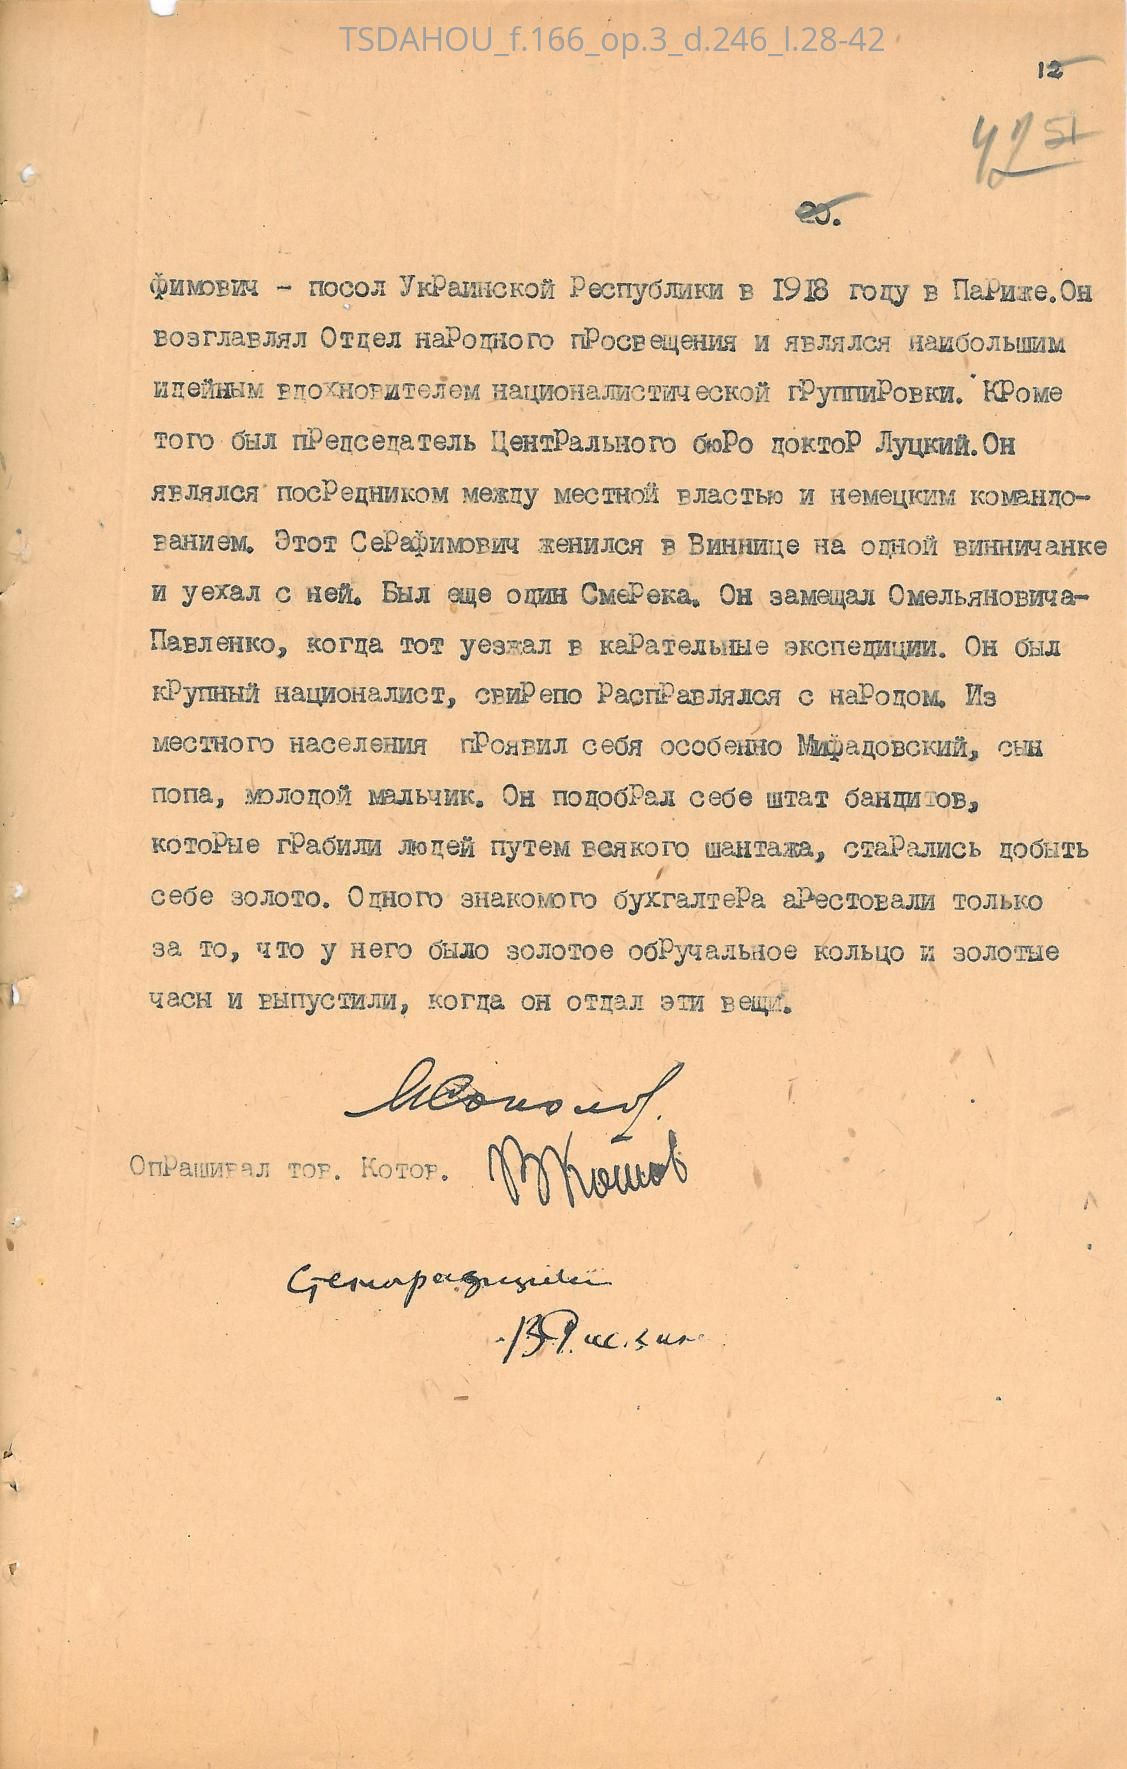 TSDAHOU_f.166_op.3_d.246_l.28-42
12
42 51
фимович - посол Украинской Республики в 1918 году в Париже.Он
возглавлял Отдел народного просвещения и являлся наибольшим
идейным вдохновителем националистической группировки. Кроме
того был председатель Центрального бюро доктор Луцкий.Он
являлся посредником между местной властью и немецким командо-
ванием. Этот Серафимович женился в Виннице на одной винничанке
и уехал с ней. Был еще один Смерека. Он замещал Омельяновича-
Павленко, когда тот уезжал в карательные экспедиции. Он был
крупный националист, свирепо расправлялся с народом. Из
местного населения проявил себя особенно Мифадовский, сын
попа, молодой мальчик. Он подобрал себе штат бандитов,
которые грабили людей путем всякого шантажа, старались добыть
себе золото. Одного знакомого бухгалтера арестовали только
за то, что у него было золотое обручальное кольцо и золотые
часы и выпустили, когда он отдал эти вещи.
Соколов.
Опрашивал тов. Котов. В Котов